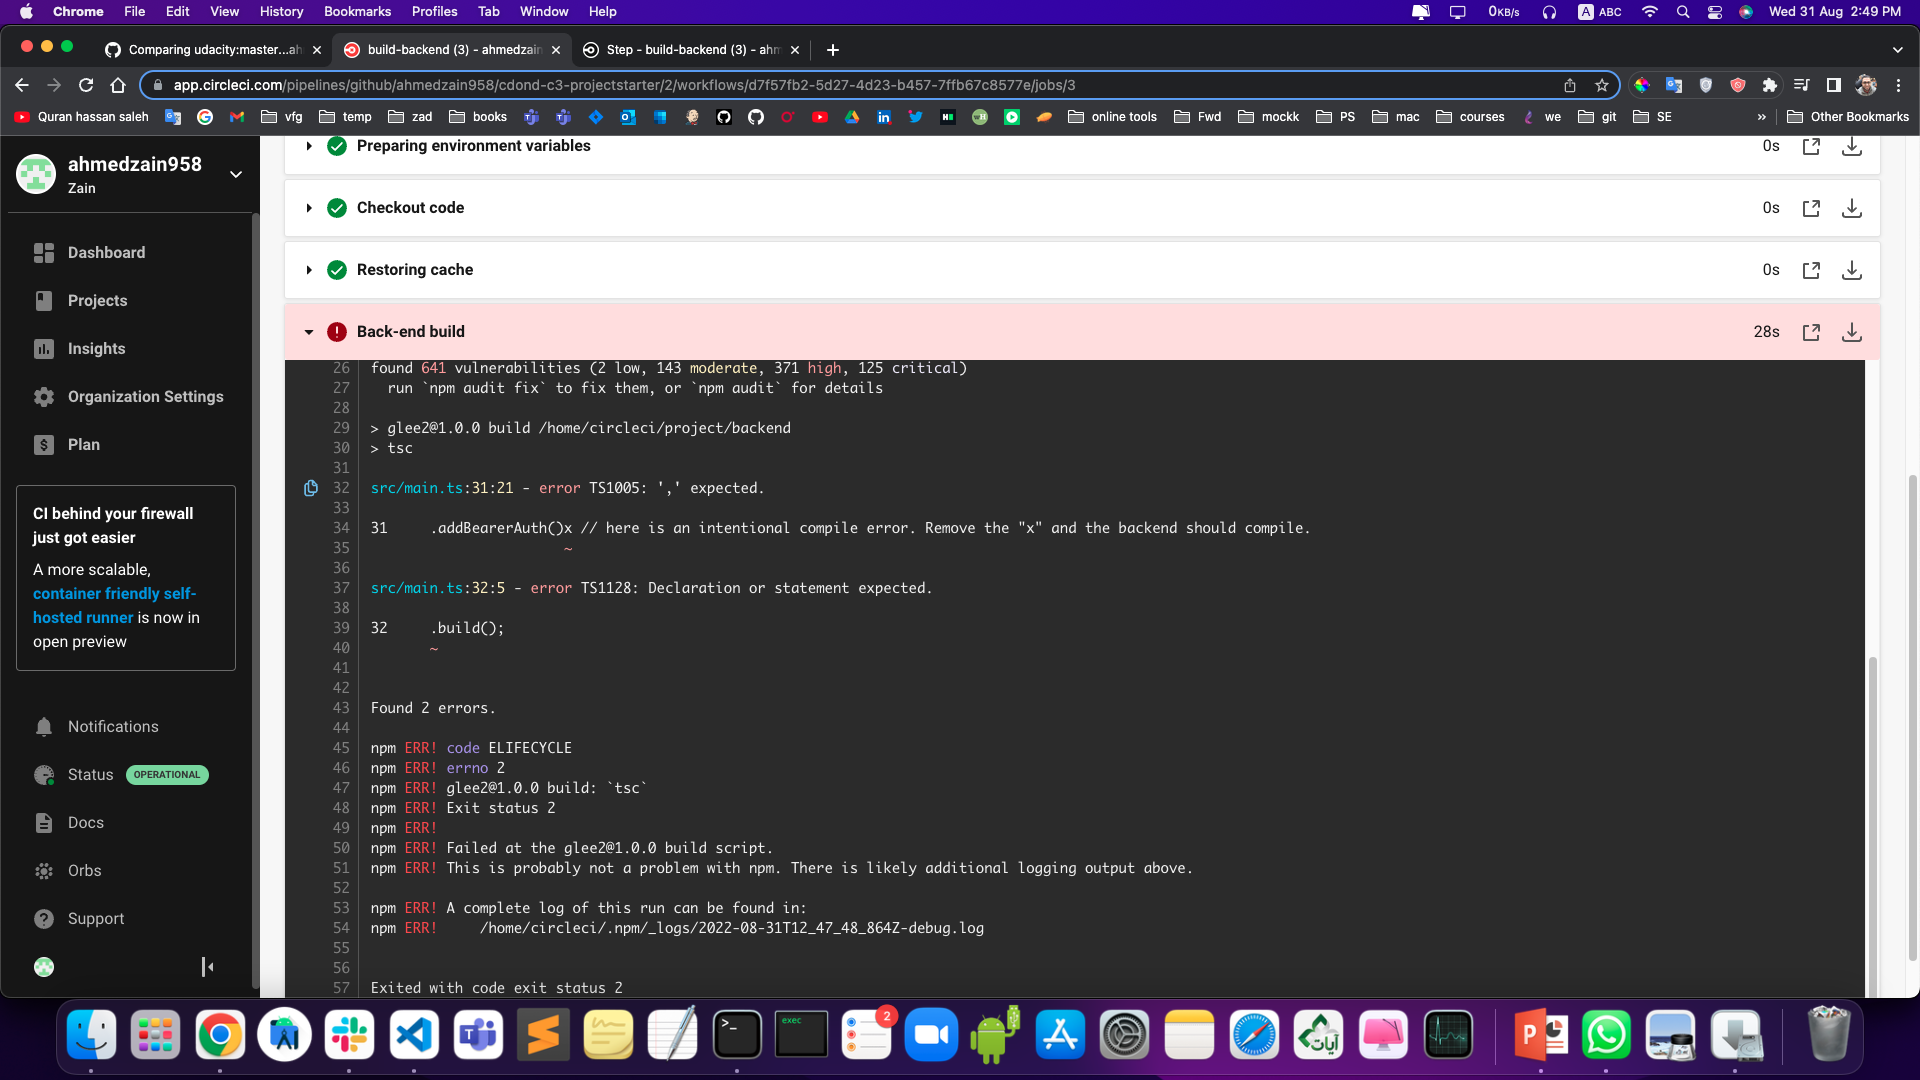 Chrome File Edit View History Bookmarks Profiles Tab Window Help 0KB/s A ABC Wed 31 Aug 2:49 PM
Comparing udacity:master...ah build-backend (3) - ahmedzain Step - build-backend (3) - ahm
app.circleci.com/pipelines/github/ahmedzain958/cdond-c3-projectstarter/2/workflows/d7f57fb2-5d27-4d23-b457-7ffb67c8577e/jobs/3
Quran hassan saleh vfg temp zad books online tools Fwd mockk PS mac courses we git SE » Other Bookmarks
ahmedzain958
Zain
Dashboard
Projects
Insights
Organization Settings
Plan
CI behind your firewall
just got easier
A more scalable,
container friendly self-
hosted runner is now in
open preview
Notifications
Status OPERATIONAL
Docs
Orbs
Support
Preparing environment variables 0s
Checkout code 0s
Restoring cache 0s
Back-end build 28s
26 found 641 vulnerabilities (2 low, 143 moderate, 371 high, 125 critical)
27 run `npm audit fix` to fix them, or `npm audit` for details
28
29 > glee2@1.0.0 build /home/circleci/project/backend
30 > tsc
31
32 src/main.ts:31:21 - error TS1005: ',' expected.
33
34 31 .addBearerAuth()x // here is an intentional compile error. Remove the "x" and the backend should compile.
35 ~
36
37 src/main.ts:32:5 - error TS1128: Declaration or statement expected.
38
39 32 .build();
40 ~
41
42
43 Found 2 errors.
44
45 npm ERR! code ELIFECYCLE
46 npm ERR! errno 2
47 npm ERR! glee2@1.0.0 build: `tsc`
48 npm ERR! Exit status 2
49 npm ERR!
50 npm ERR! Failed at the glee2@1.0.0 build script.
51 npm ERR! This is probably not a problem with npm. There is likely additional logging output above.
52
53 npm ERR! A complete log of this run can be found in:
54 npm ERR! /home/circleci/.npm/_logs/2022-08-31T12_47_48_864Z-debug.log
55
56
57 Exited with code exit status 2
exec
2